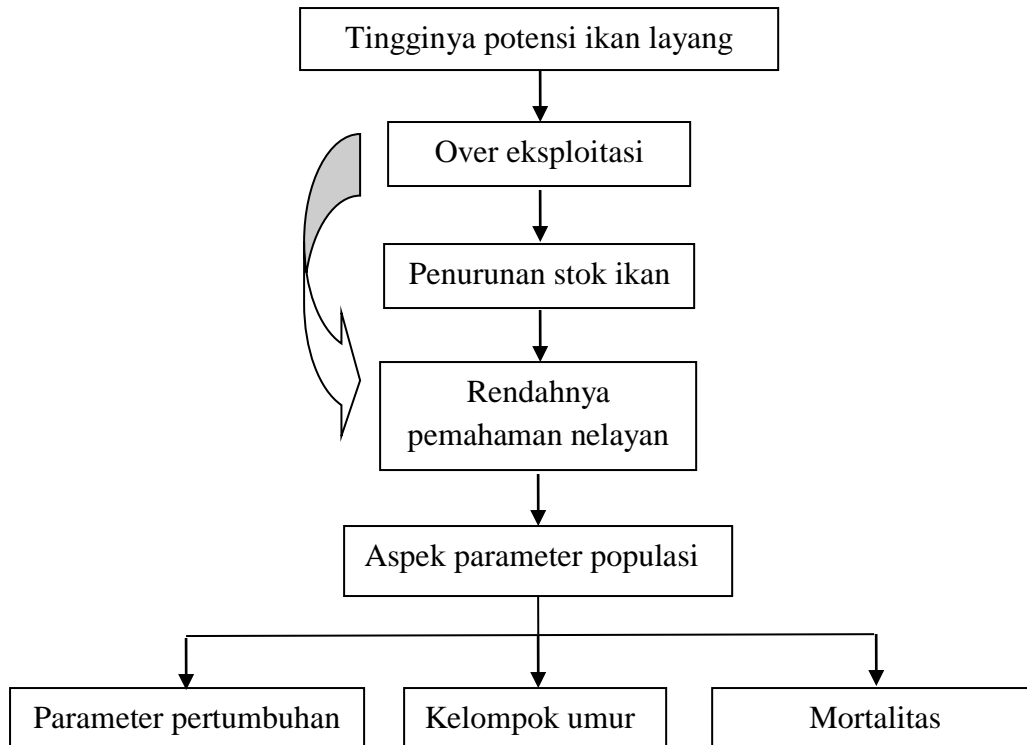 Tingginya potensi ikan layang
Over eksploitasi
Penurunan stok ikan
Rendahnya
pemahaman nelayan
Aspek parameter populasi
Parameter pertumbuhan
Kelompok umur
Mortalitas